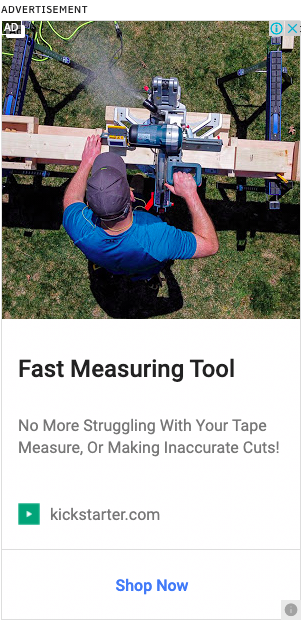 ADVERTISEMENT
AD
Fast Measuring Tool
No More Struggling With Your Tape
Measure, Or Making Inaccurate Cuts!
kickstarter.com
Shop Now